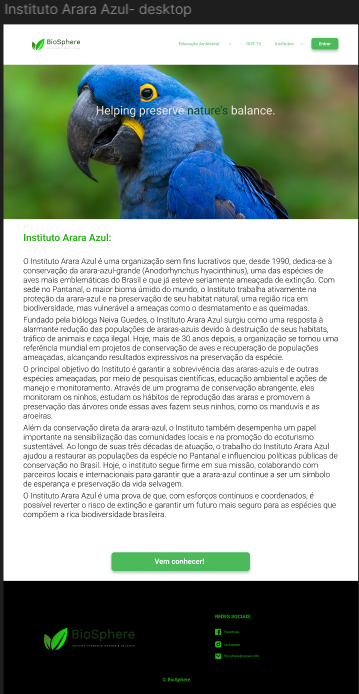 Instituto Arara Azul- desktop
BioSphere
Educação Ambiental
ODS 15
Institutos
Entrar
Helping preserve nature's balance.
Instituto Arara Azul:
O Instituto Arara Azul é uma organização sem fins lucrativos que, desde 1990, dedica-se à
conservação da arara-azul-grande (Anodorhynchus hyacinthinus), uma das espécies de
aves mais emblemáticas do Brasil e que já esteve seriamente ameaçada de extinção. Com
sede no Pantanal, o maior bioma úmido do mundo, o Instituto trabalha ativamente na
proteção da arara-azul e na preservação de seu habitat natural, uma região rica em
biodiversidade, mas vulnerável a ameaças como o desmatamento e as queimadas.
Fundado pela bióloga Neiva Guedes, o Instituto Arara Azul surgiu como uma resposta à
alarmante redução das populações de araras-azuis devido à destruição de seus habitats,
tráfico de animais e caça ilegal. Hoje, mais de 30 anos depois, a organização se tornou uma
referência mundial em projetos de conservação de aves e recuperação de populações
ameaçadas, alcançando resultados expressivos na preservação da espécie.
O principal objetivo do Instituto é garantir a sobrevivência das araras-azuis e de outras
espécies ameaçadas, por meio de pesquisas científicas, educação ambiental e ações de
manejo e monitoramento. Através de um programa de conservação abrangente, eles
monitoram os ninhos, estudam os hábitos de reprodução das araras e promovem a
preservação das árvores onde essas aves fazem seus ninhos, como os manduvis e as
aroeiras.
Além da conservação direta da arara-azul, o Instituto também desempenha um papel
importante na sensibilização das comunidades locais e na promoção do ecoturismo
sustentável. Ao longo de suas três décadas de atuação, o trabalho do Instituto Arara Azul
ajudou a restaurar as populações da espécie no Pantanal e influenciou políticas públicas
de conservação no Brasil. Hoje, o instituto segue firme em sua missão, colaborando com
parceiros locais e internacionais para garantir que a arara-azul continue a ser um símbolo
de esperança e preservação da vida selvagem.
O Instituto Arara Azul é uma prova de que, com esforços contínuos e coordenados, é
possível reverter o risco de extinção e garantir um futuro mais seguro para as espécies que
compõem a rica biodiversidade brasileira.
Vem conhecer!
BioSphere
REDES SOCIAIS
Facebook
Instagram
© BioSphere